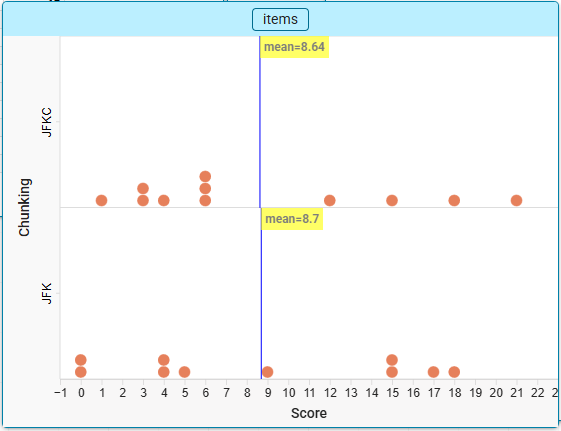 items
mean=8.64
JFKC
Chunking
mean=8.7
JFK
−1 0 1 2 3 4 5 6 7 8 9 10 11 12 13 14 15 16 17 18 19 20 21 22 2
Score